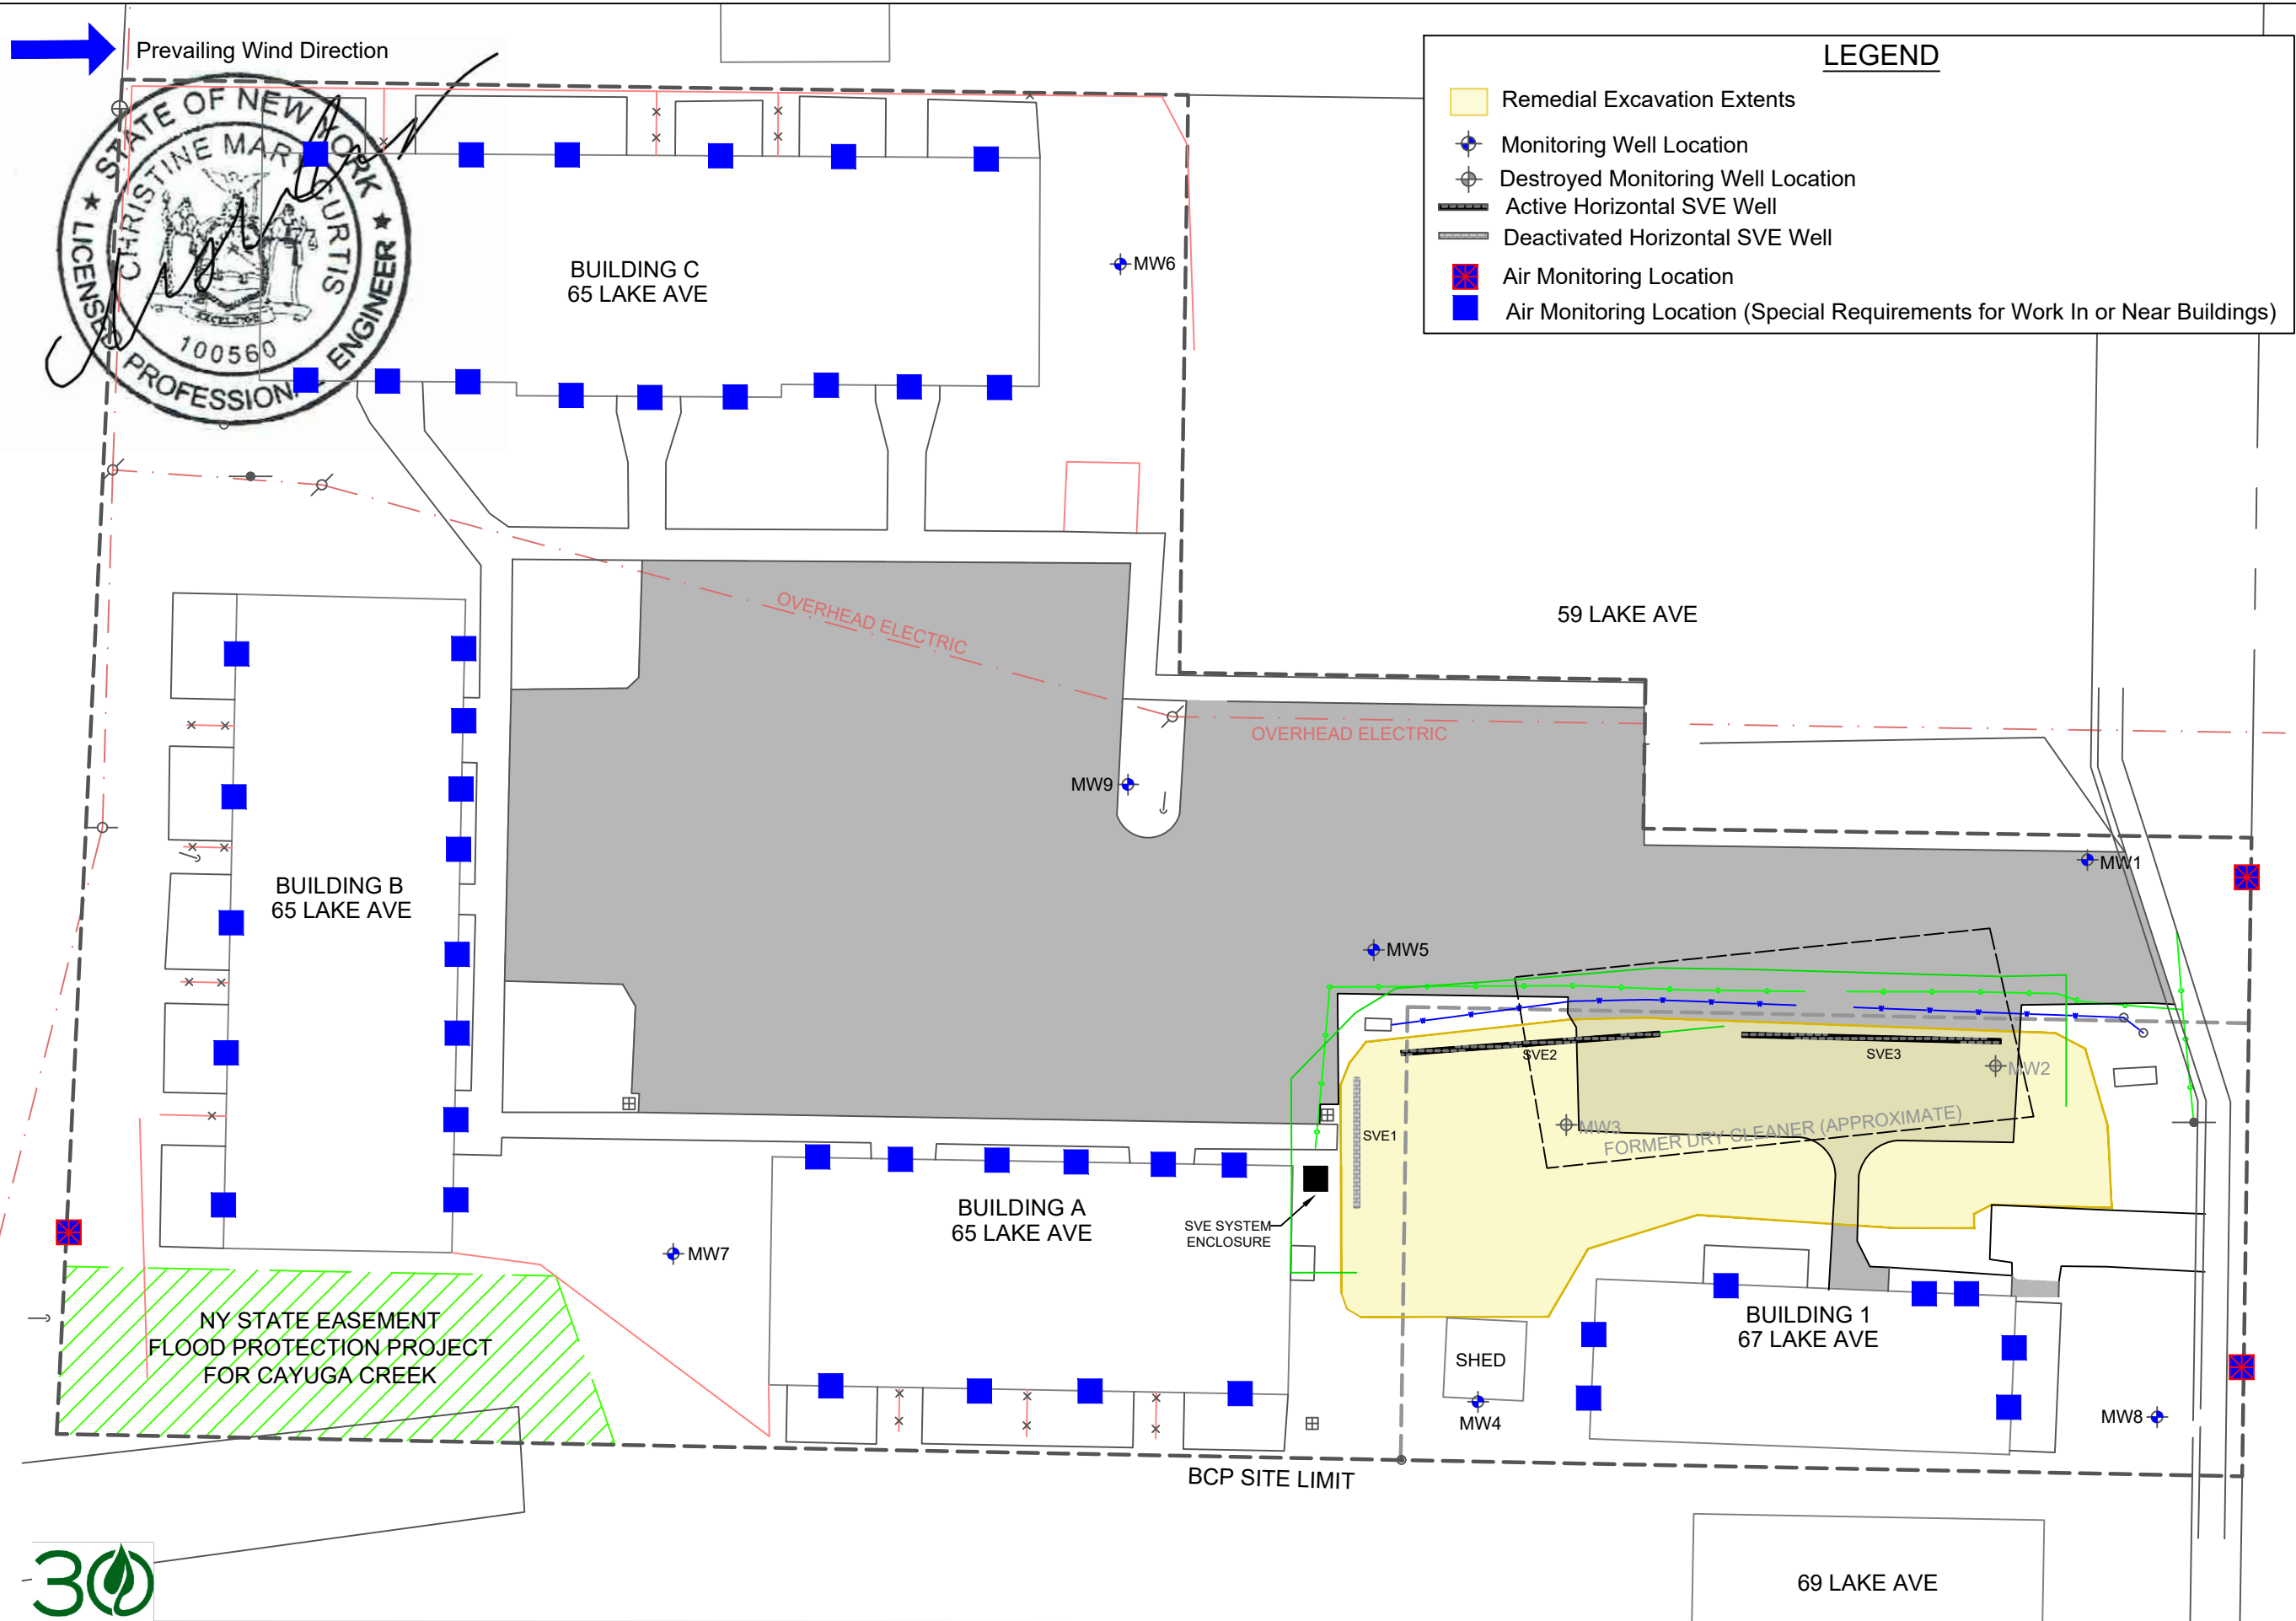 Prevailing Wind Direction
LEGEND
Remedial Excavation Extents
Monitoring Well Location
Destroyed Monitoring Well Location
Active Horizontal SVE Well
Deactivated Horizontal SVE Well
Air Monitoring Location
Air Monitoring Location (Special Requirements for Work In or Near Buildings)
STATE OF NEW YORK
CHRISTINE MARY CURTIS
EXCELSIOR
100560
LICENSED PROFESSIONAL ENGINEER
BUILDING C
65 LAKE AVE
MW6
OVERHEAD ELECTRIC
59 LAKE AVE
OVERHEAD ELECTRIC
MW9
MW1
BUILDING B
65 LAKE AVE
MW5
SVE2
SVE3
MW2
MW3
FORMER DRY CLEANER (APPROXIMATE)
SVE1
BUILDING A
65 LAKE AVE
SVE SYSTEM
ENCLOSURE
MW7
NY STATE EASEMENT
FLOOD PROTECTION PROJECT
FOR CAYUGA CREEK
BUILDING 1
67 LAKE AVE
SHED
MW4
MW8
BCP SITE LIMIT
69 LAKE AVE